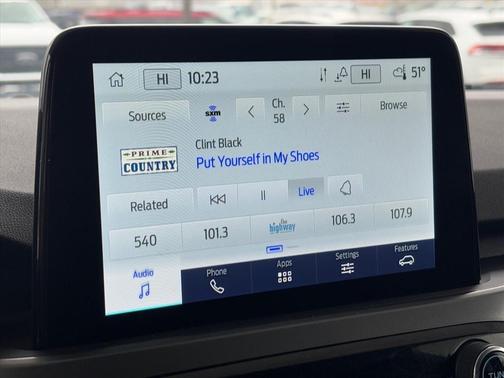 HI 10:23 HI 51°
Sources sxm Ch. 58 Browse
PRIME COUNTRY
Clint Black
Put Yourself in My Shoes
Related Live
540 101.3 the highway 106.3 107.9
Audio Phone Apps Settings Features
TUNE